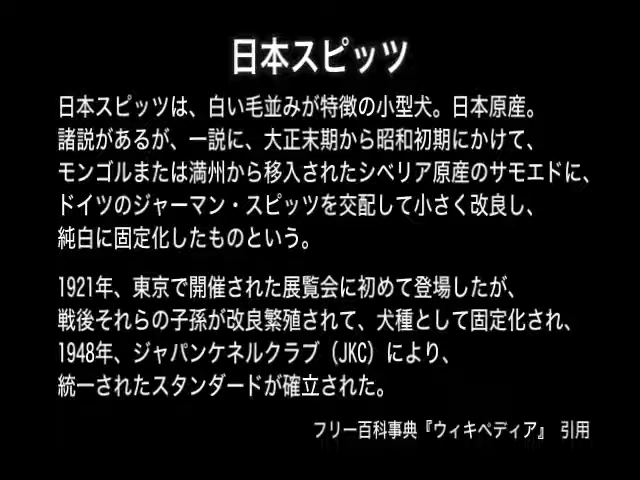 日本スピッツ
日本スピッツは、白い毛並みが特徴の小型犬。日本原産。
諸説があるが、一説に、大正末期から昭和初期にかけて、
モンゴルまたは満州から移入されたシベリア原産のサモエドに、
ドイツのジャーマン・スピッツを交配して小さく改良し、
純白に固定化したものという。
1921年、東京で開催された展覧会に初めて登場したが、
戦後それらの子孫が改良繁殖されて、犬種として固定化され、
1948年、ジャパンケネルクラブ（JKC）により、
統一されたスタンダードが確立された。
フリー百科事典『ウィキペディア』 引用